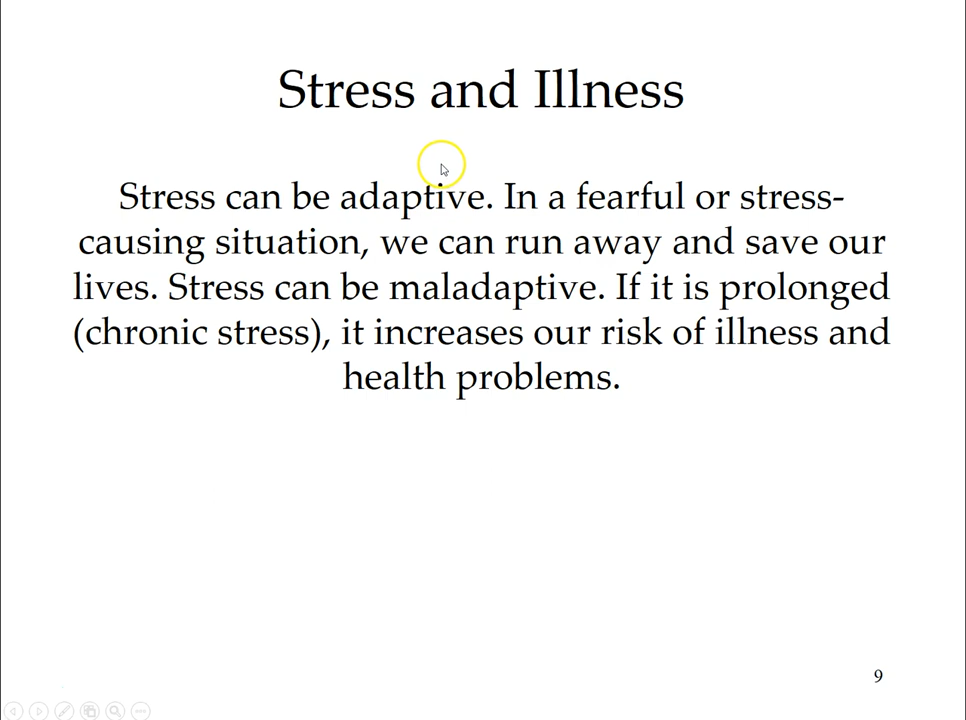 Stress and Illness
Stress can be adaptive. In a fearful or stress-
causing situation, we can run away and save our
lives. Stress can be maladaptive. If it is prolonged
(chronic stress), it increases our risk of illness and
health problems.
9